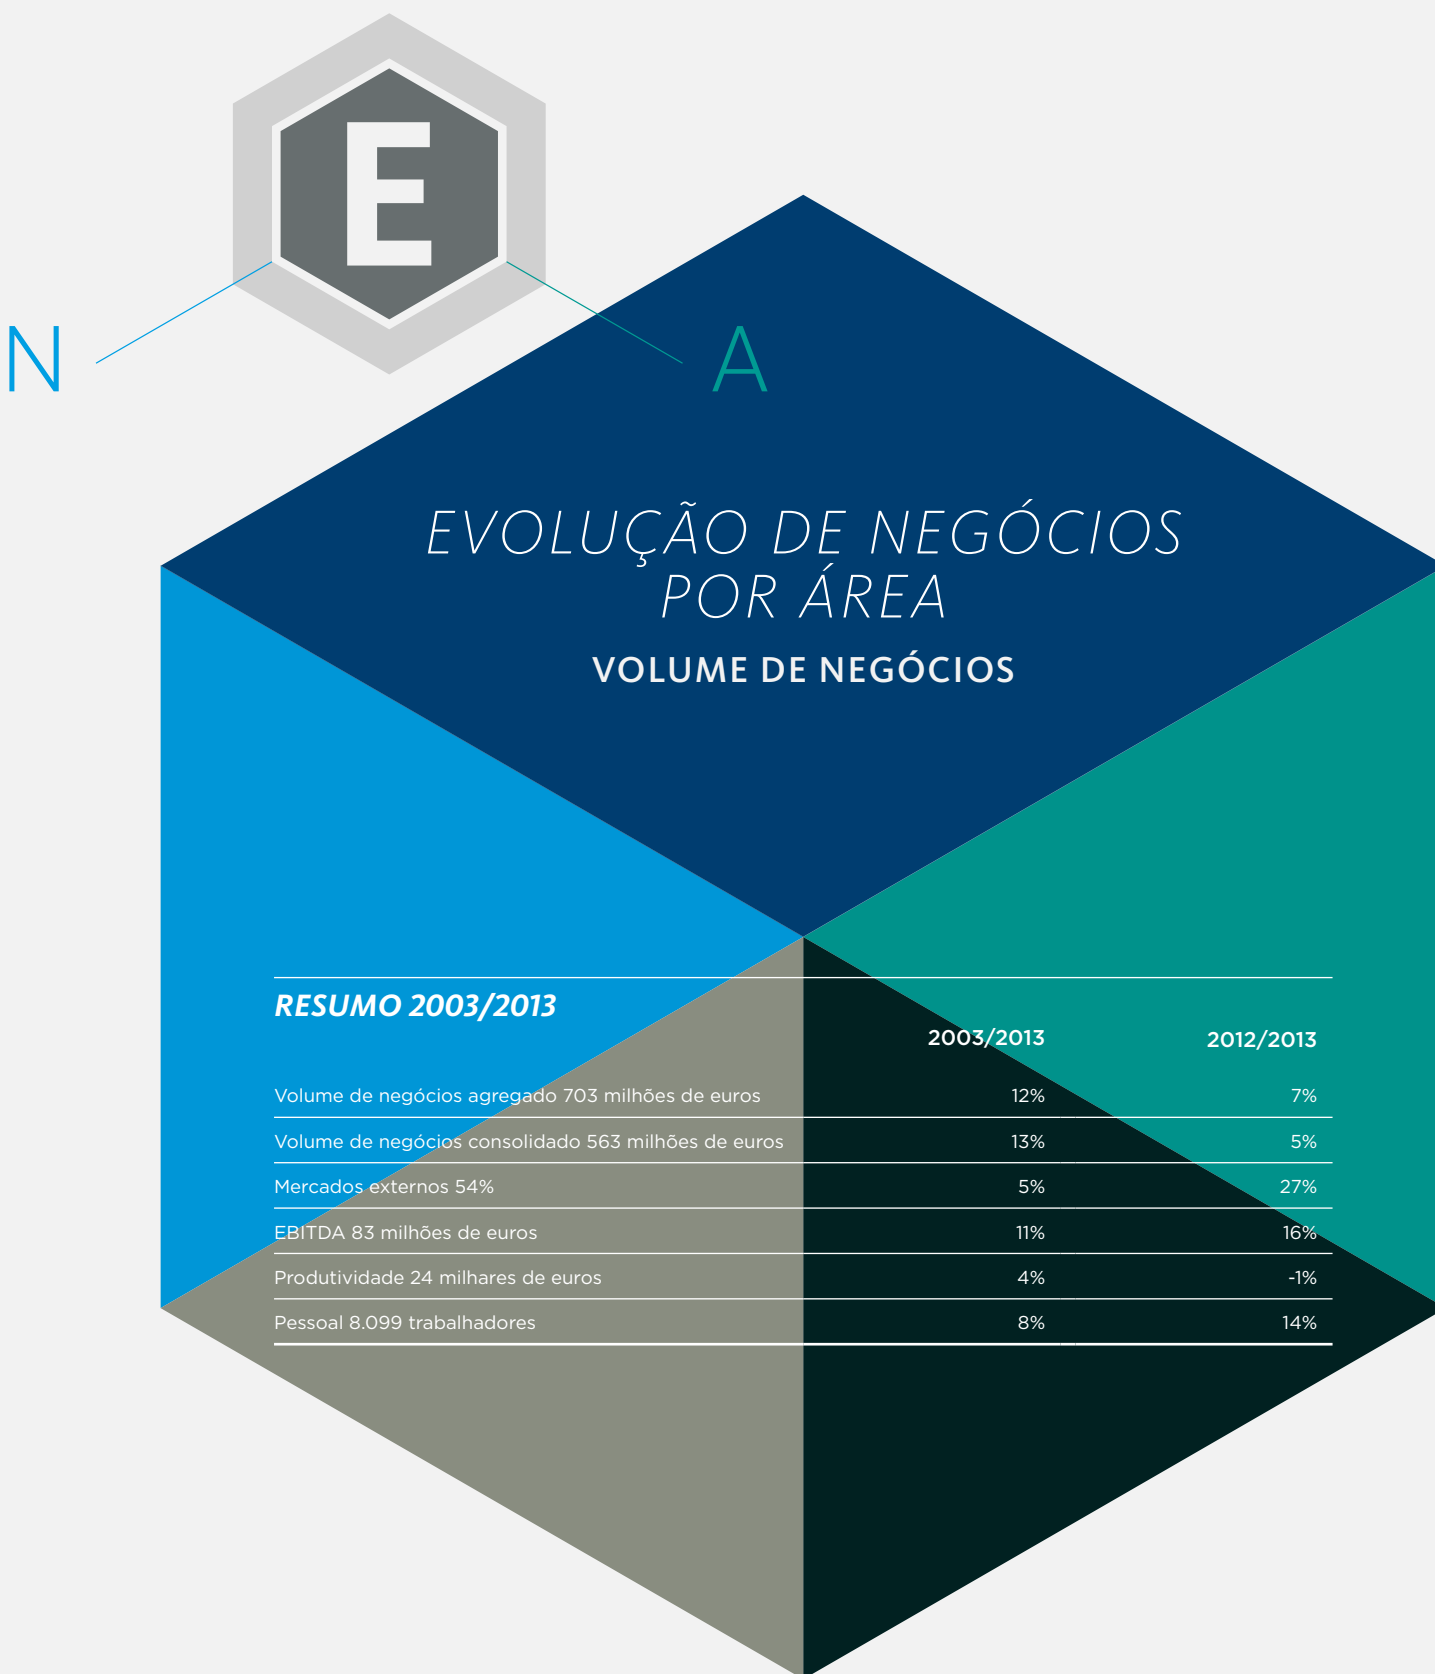 E
N
A
EVOLUÇÃO DE NEGÓCIOS
POR ÁREA
VOLUME DE NEGÓCIOS
RESUMO 2003/2013
2003/2013 2012/2013
Volume de negócios agregado 703 milhões de euros 12% 7%
Volume de negócios consolidado 563 milhões de euros 13% 5%
Mercados externos 54% 5% 27%
EBITDA 83 milhões de euros 11% 16%
Produtividade 24 milhares de euros 4% -1%
Pessoal 8.099 trabalhadores 8% 14%